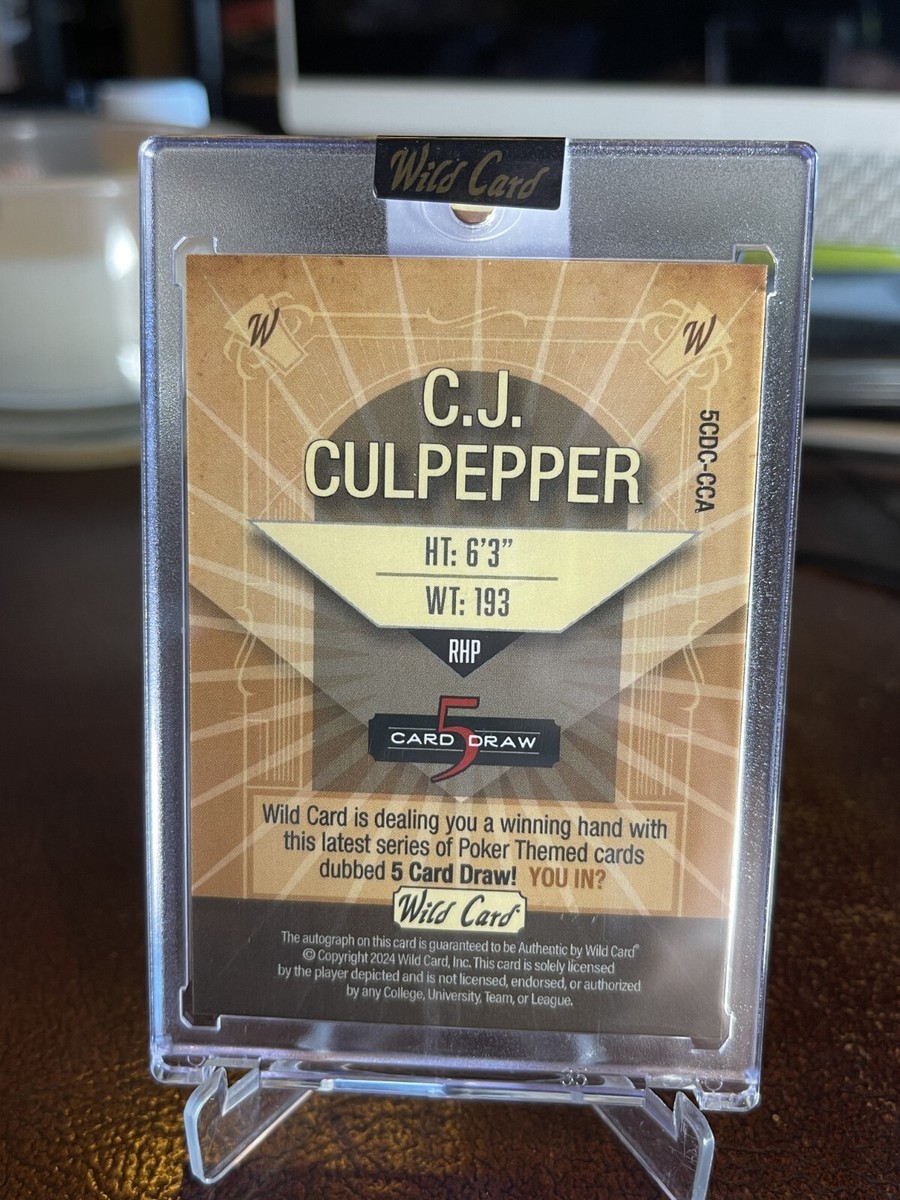 Wild Card
W W
C.J.
CULPEPPER
5CDC-CCA
HT: 6'3"
WT: 193
RHP
5
CARD DRAW
Wild Card is dealing you a winning hand with
this latest series of Poker Themed cards
dubbed 5 Card Draw! YOU IN?
Wild Card®
The autograph on this card is guaranteed to be Authentic by Wild Card®
© Copyright 2024 Wild Card, Inc. This card is solely licensed
by the player depicted and is not licensed, endorsed, or authorized
by any College, University, Team, or League.
35